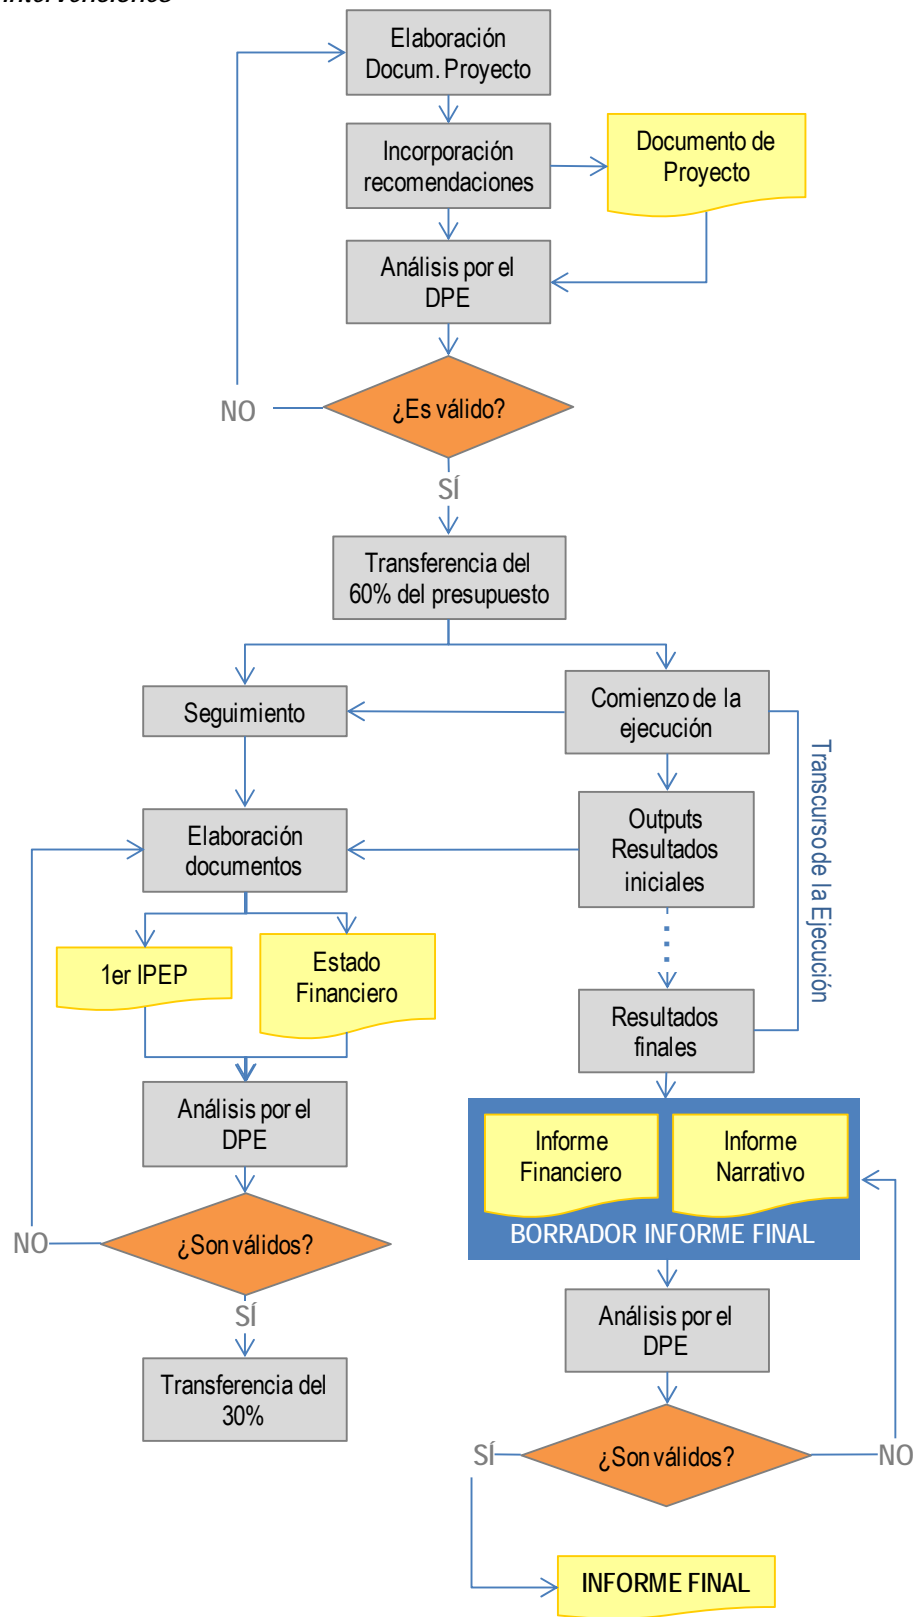 intervenciones
Elaboración
Docum. Proyecto
Incorporación
recomendaciones
Documento de
Proyecto
Análisis por el
DPE
¿Es válido?
NO
SÍ
Transferencia del
60% del presupuesto
Seguimiento
Comienzo de la
ejecución
Transcurso de la Ejecución
Elaboración
documentos
Outputs
Resultados
iniciales
1er IPEP
Estado
Financiero
Resultados
finales
Análisis por el
DPE
Informe
Financiero
Informe
Narrativo
BORRADOR INFORME FINAL
¿Son válidos?
NO
SÍ
Transferencia del
30%
Análisis por el
DPE
¿Son válidos?
SÍ
NO
INFORME FINAL